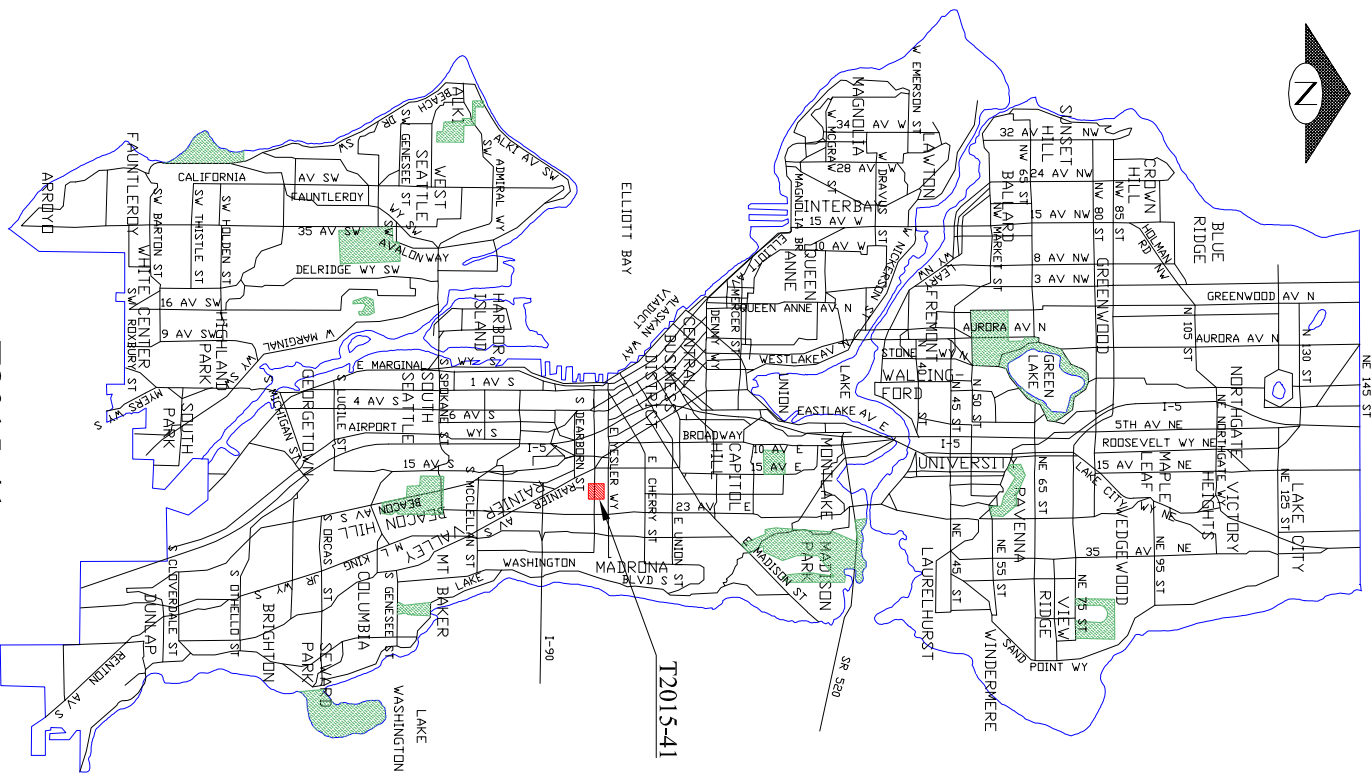 N
W EMERSON ST
MAGNOLIA
34 AV W
W MCGRAW ST
28 AV W
W DRAVUS ST
LAWTON
MAGNOLIA BR
INTERBAY
15 AV W
10 AV W
W NICKERSON ST
ELLIOTT AV
QUEEN
ANNE
MERCER ST
QUEEN ANNE AV N
DENNY WY
WESTLAKE AV N
SUNSET
HILL
32 AV NW
NW 65 ST
24 AV NW
BALLARD
NW 80 ST
NW 85 ST
CROWN
HILL
15 AV NW
NW MARKET ST
HOLMAN
RD NW
BLUE
RIDGE
8 AV NW
3 AV NW
LEARY
WY NW
FREMONT
GREENWOOD
GREENWOOD AV N
AURORA AV N
AURORA AV N
N 105 ST
N 130 ST
NE 145 ST
STONE WY N
WALLING-
FORD
N 40 ST
N 45 ST
N 50 ST
GREEN
LAKE
NORTHGATE
NE NORTHGATE WY
I-5
5TH AV NE
ROOSEVELT WY NE
15 AV NE
MAPLE
LEAF
VICTORY
HEIGHTS
LAKE CITY
NE 125 ST
LAKE CITY WY NE
I-5
UNIVERSITY
NE 65 ST
RAVENNA
WEDGEWOOD
35 AV NE
NE 95 ST
NE 45 ST
NE 55 ST
NE 75 ST
VIEW
RIDGE
LAURELHURST
WINDERMERE
SAND
POINT WY
SR 520
LAKE
UNION
EASTLAKE AV E
BROADWAY
10 AV E
15 AV E
CAPITOL
HILL
MONTLAKE
23 AV E
MADISON
PARK
E MADISON ST
E UNION ST
E CHERRY ST
E YESLER WY
MADRONA
CENTRAL
BUSINESS
DISTRICT
ALASKAN WAY
VIADUCT
ALASKAN WAY
ELLIOTT BAY
ALKI
BEACH
DR SW
SW GENESEE ST
ALKI AV SW
SW ADMIRAL WY
WEST
SEATTLE
CALIFORNIA AV SW
FAUNTLEROY
WY SW
35 AV SW
SW AVALON WAY
DELRIDGE WY SW
FAUNTLEROY
ARROYO
SW BARTON ST
SW THISTLE ST
SW HOLDEN ST
WHITE CENTER
16 AV SW
9 AV SW
HIGHLAND
PARK
SW ROXBURY ST
W MARGINAL
WY SW
MYERS WY S
SOUTH
PARK
HARBOR
ISLAND
E MARGINAL WY S
1 AV S
4 AV S
6 AV S
AIRPORT WY S
S SPOKANE ST
SOUTH
SEATTLE
S LUCILE ST
GEORGETOWN
S MICHIGAN ST
I-5
15 AV S
S DEARBORN ST
RAINIER AV S
RAINIER
VALLEY
BEACON HILL
BEACON AV S
S MCCLELLAN ST
M L KING JR WY S
S ORCAS ST
COLUMBIA
S GENESEE ST
MT BAKER
LAKE WASHINGTON BLVD S
I-90
S CLOVERDALE ST
DUNLAP
S OTHELLO ST
BRIGHTON
SEWARD
PARK
RENTON AV S
LAKE
WASHINGTON
T2015-41